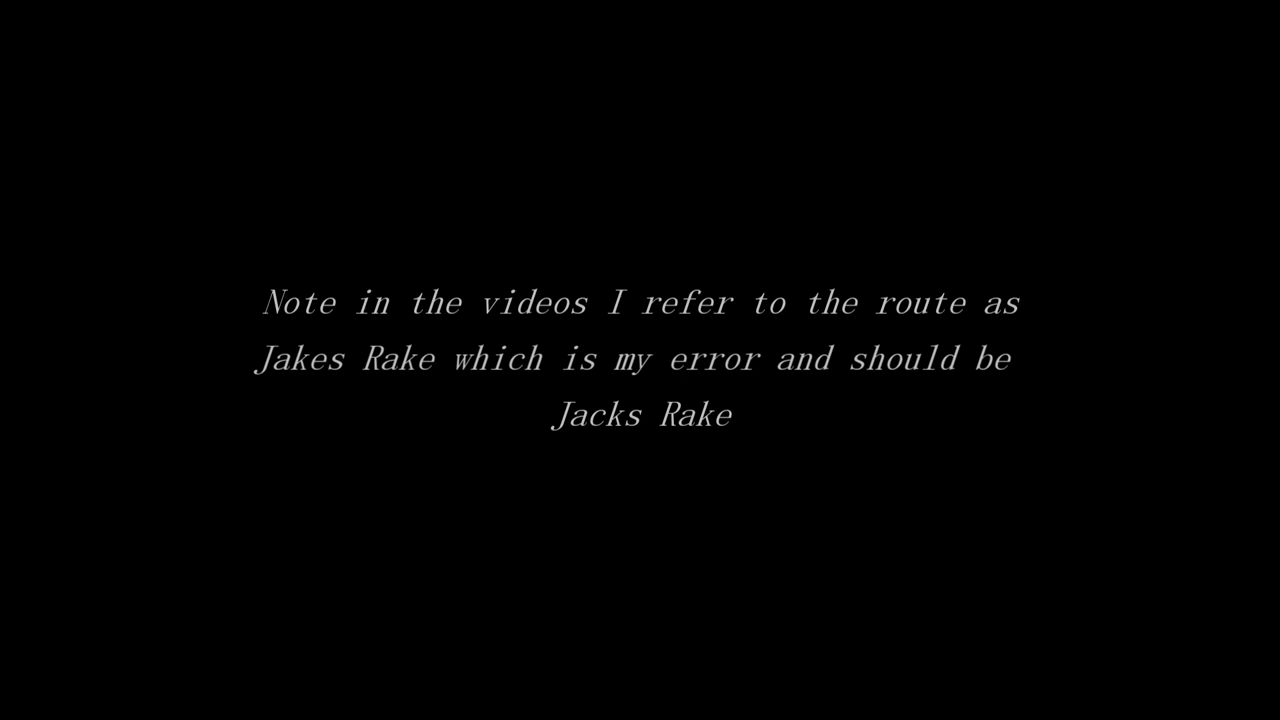 Note in the videos I refer to the route as
Jakes Rake which is my error and should be
Jacks Rake